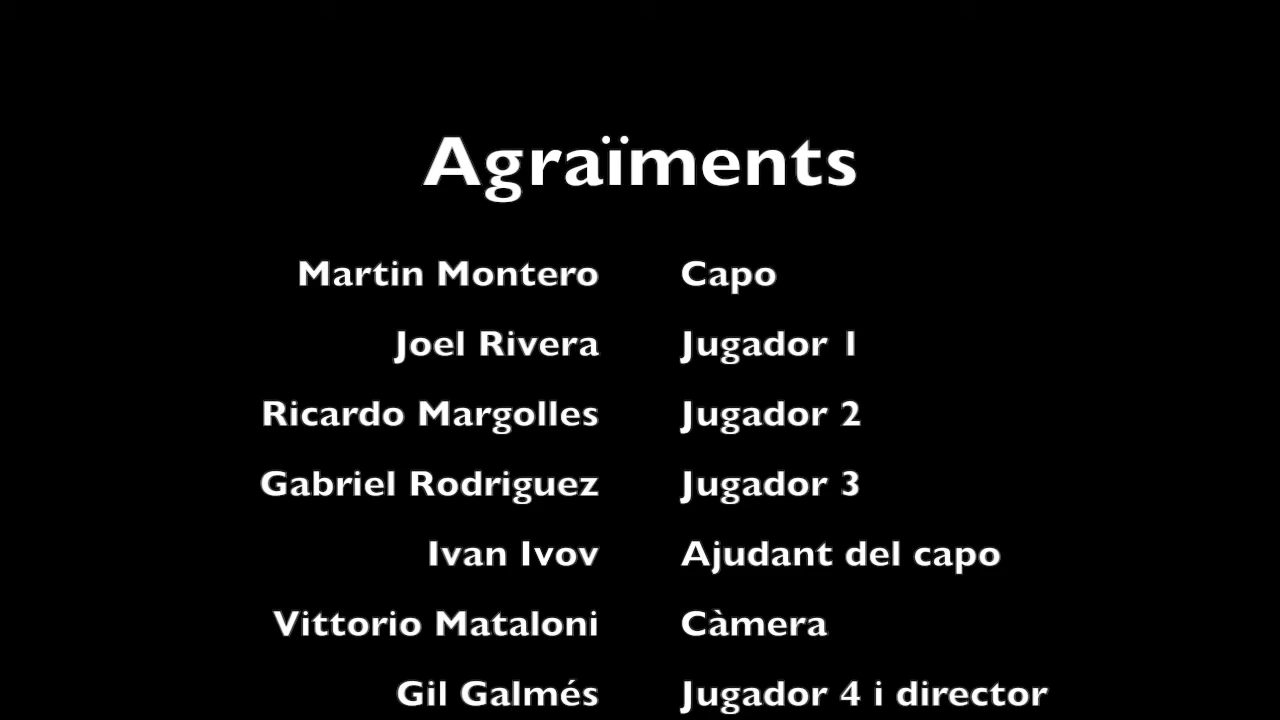 Agraïments
Martin Montero Capo
Joel Rivera Jugador 1
Ricardo Margolles Jugador 2
Gabriel Rodriguez Jugador 3
Ivan Ivov Ajudant del capo
Vittorio Mataloni Càmera
Gil Galmés Jugador 4 i director